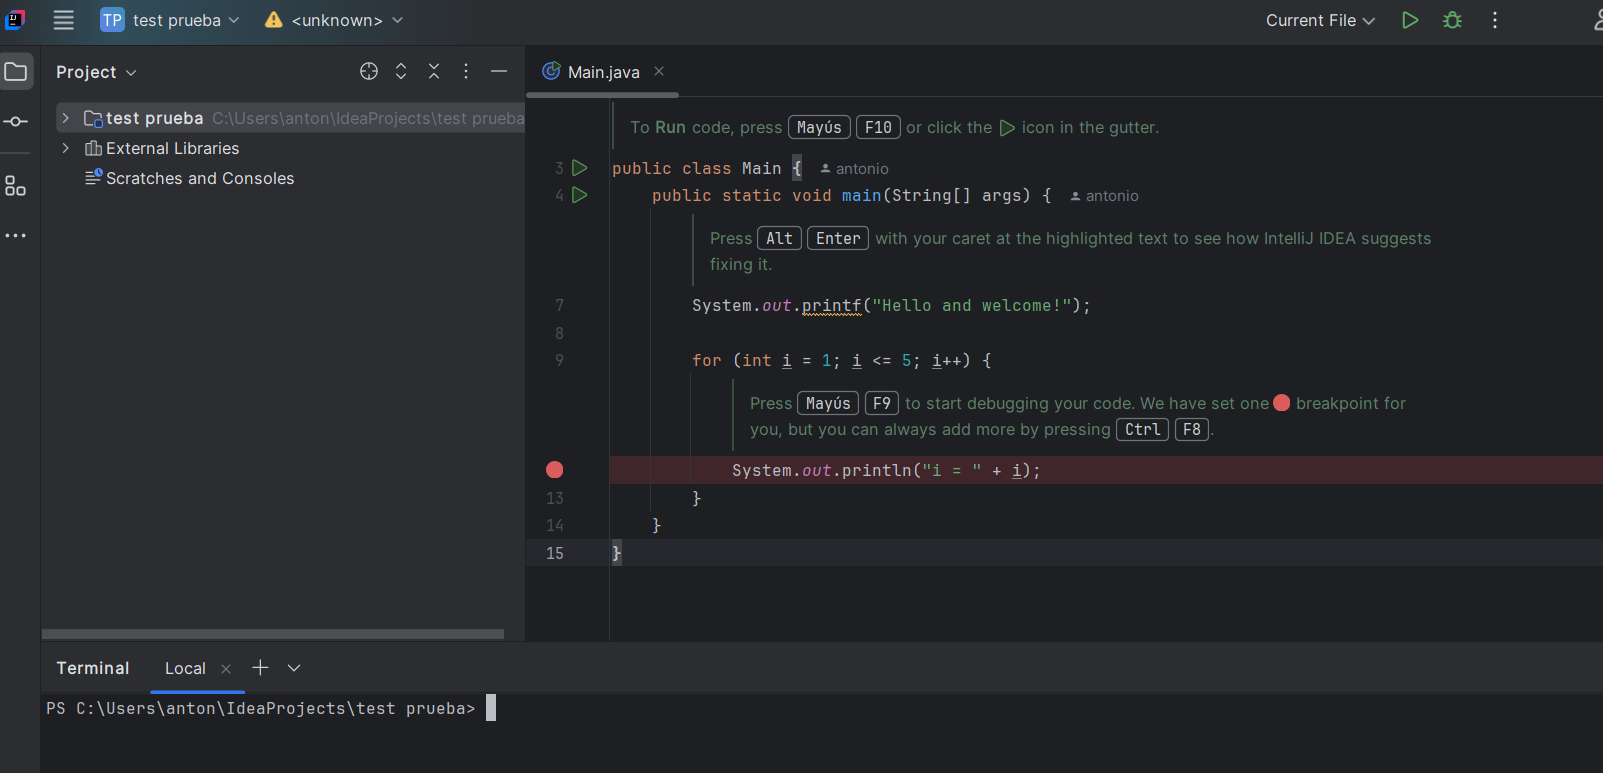 TP test prueba <unknown> Current File
Project
test prueba C:\Users\anton\IdeaProjects\test prueba
External Libraries
Scratches and Consoles
Main.java
To Run code, press Mayús F10 or click the icon in the gutter.
3 public class Main { antonio
4 public static void main(String[] args) { antonio
Press Alt Enter with your caret at the highlighted text to see how IntelliJ IDEA suggests
fixing it.
7 System.out.printf("Hello and welcome!");
8
9 for (int i = 1; i <= 5; i++) {
Press Mayús F9 to start debugging your code. We have set one breakpoint for
you, but you can always add more by pressing Ctrl F8.
System.out.println("i = " + i);
13 }
14 }
15 }
Terminal Local
PS C:\Users\anton\IdeaProjects\test prueba>